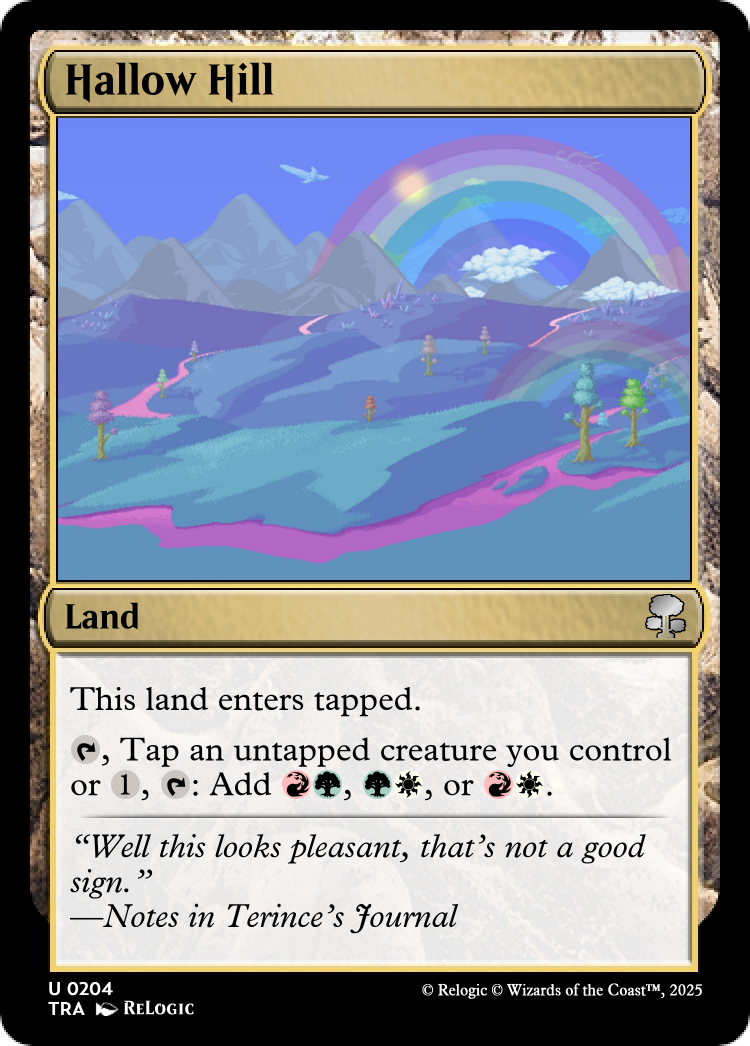 Hallow Hill
Land
This land enters tapped.
, Tap an untapped creature you control
or 1, : Add , , or .
“Well this looks pleasant, that’s not a good
sign.”
—Notes in Terince’s Journal
U 0204
TRA ReLogic
© Relogic © Wizards of the Coast™, 2025